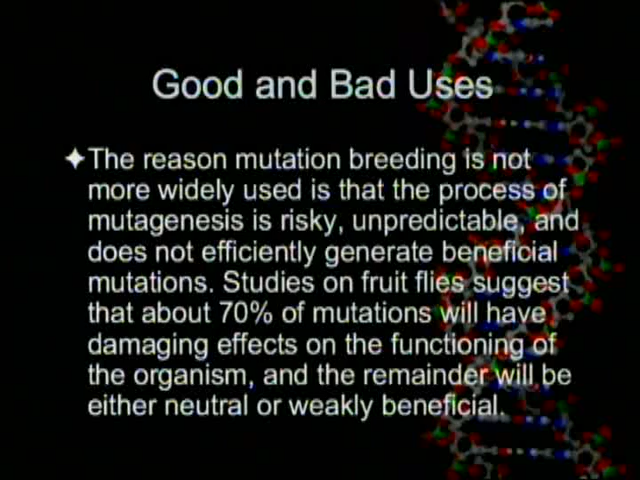 Good and Bad Uses
✦The reason mutation breeding is not
more widely used is that the process of
mutagenesis is risky, unpredictable, and
does not efficiently generate beneficial
mutations. Studies on fruit flies suggest
that about 70% of mutations will have
damaging effects on the functioning of
the organism, and the remainder will be
either neutral or weakly beneficial.